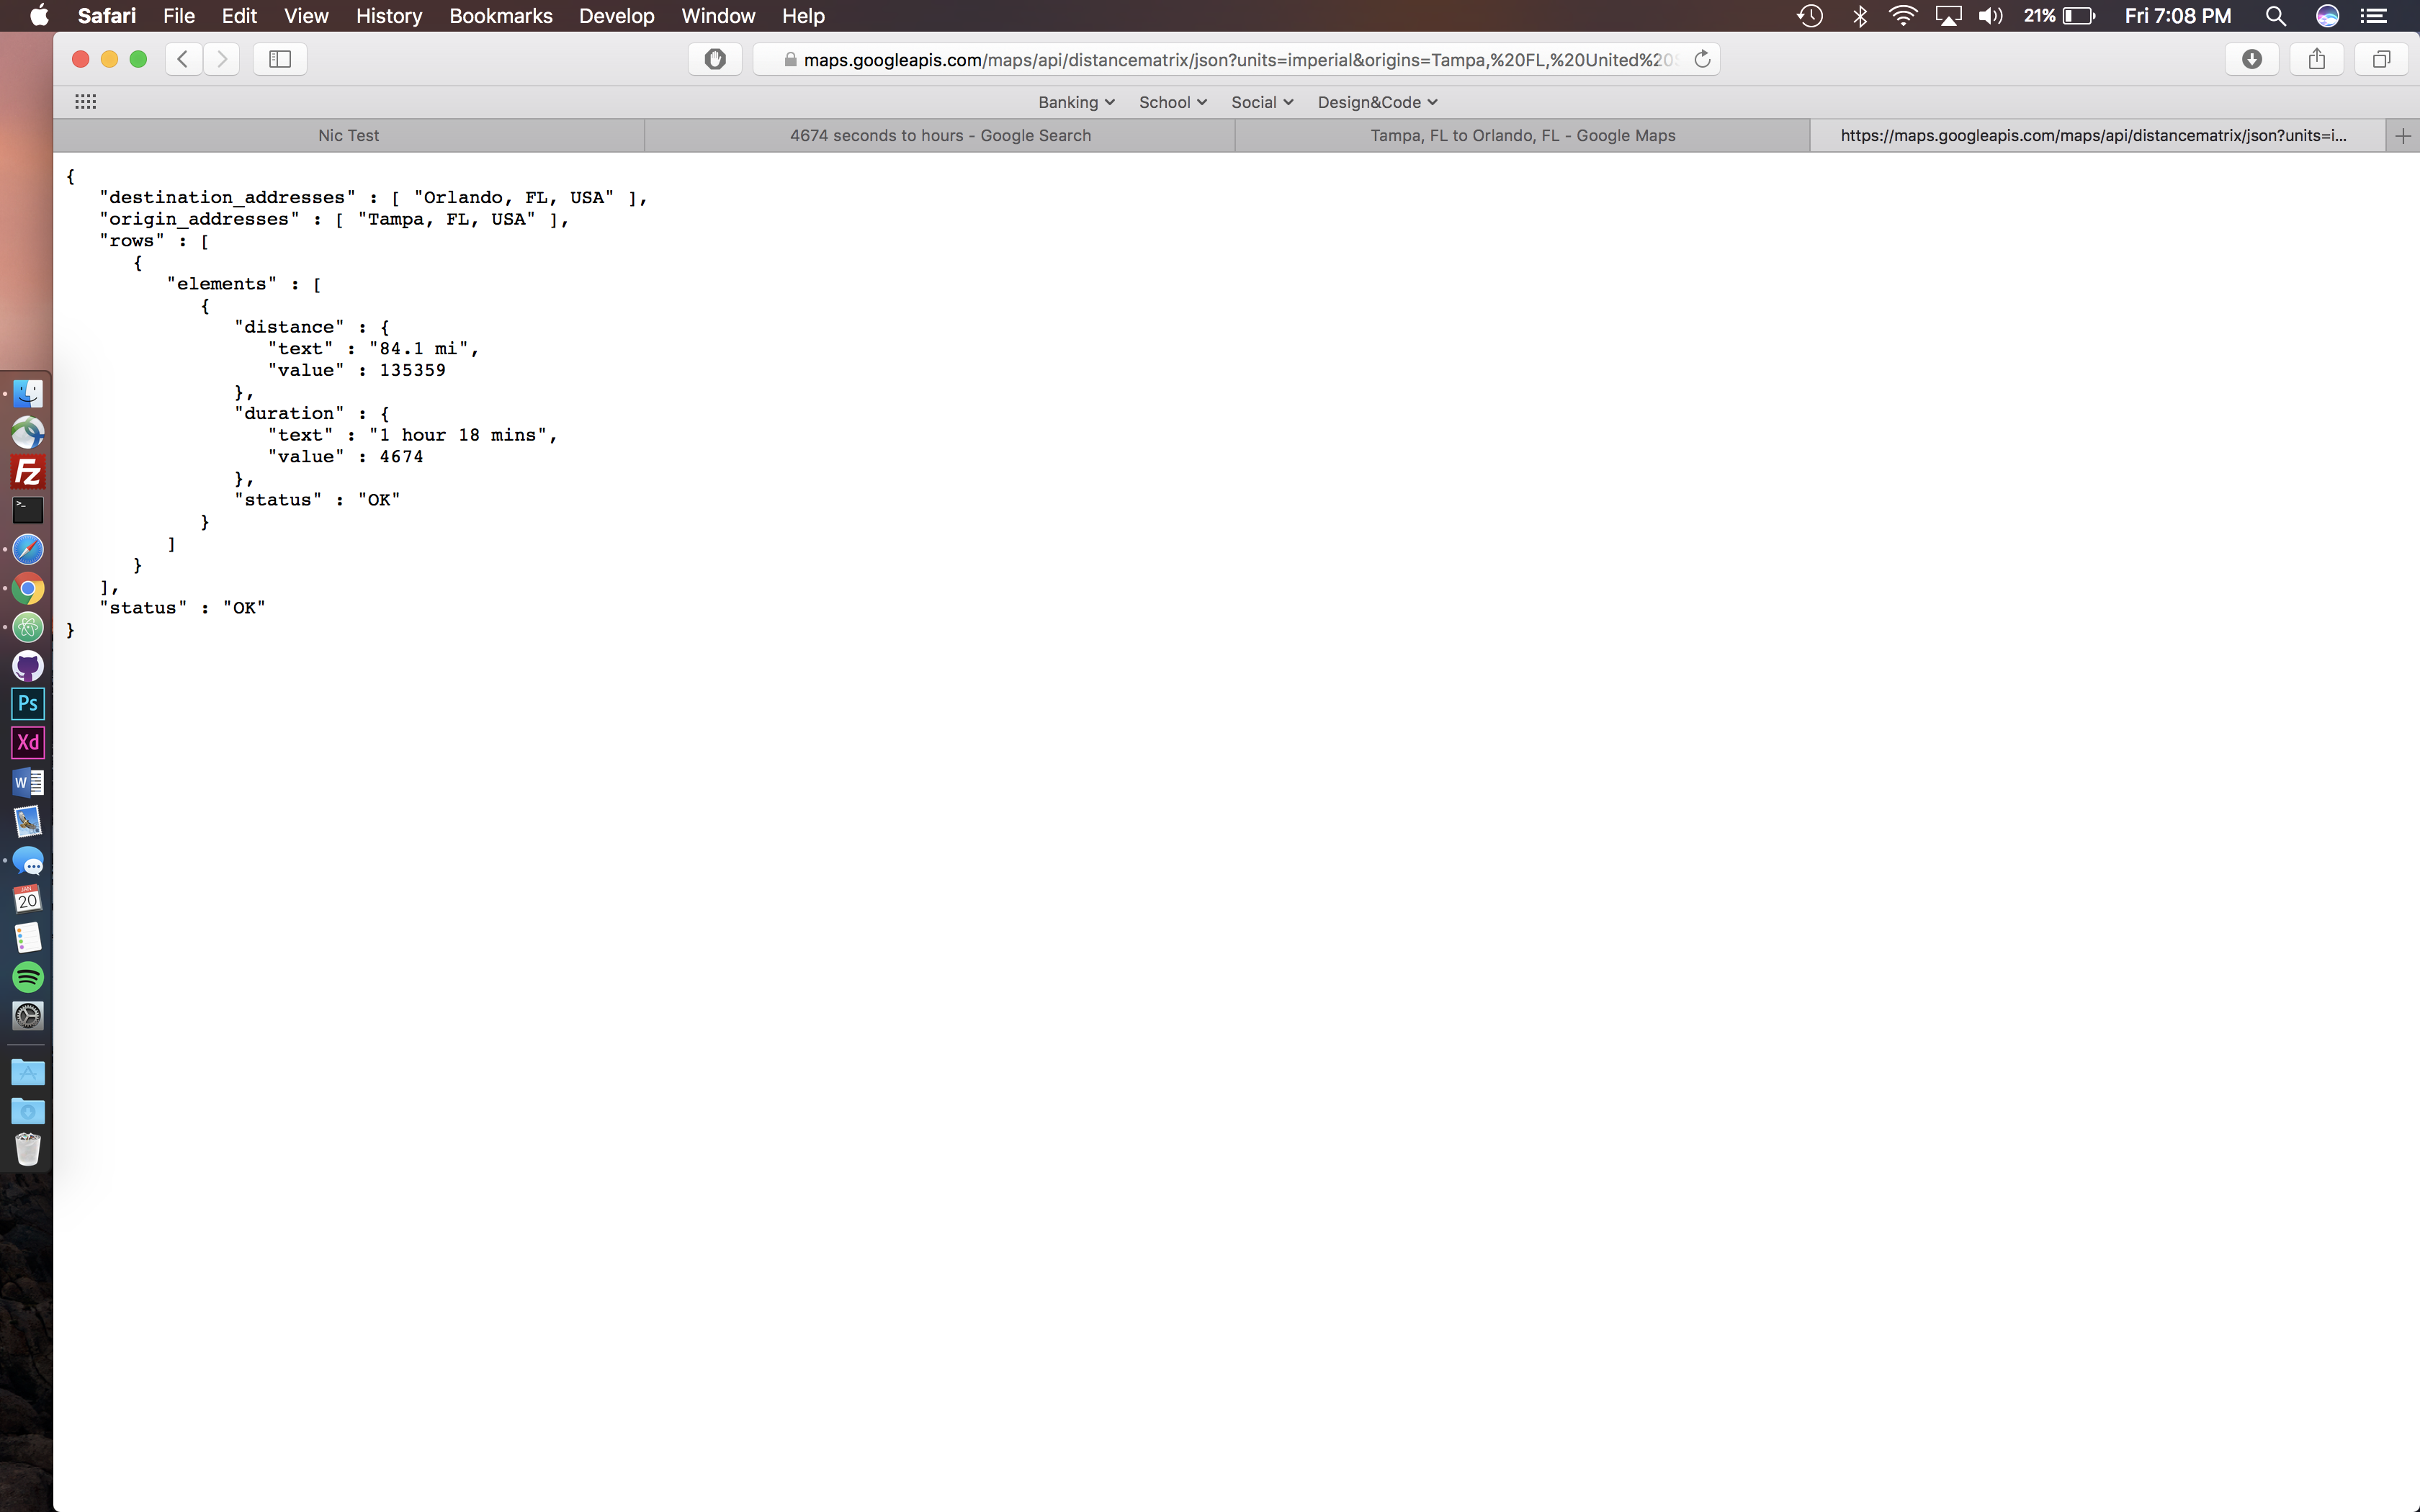 Safari File Edit View History Bookmarks Develop Window Help 21% Fri 7:08 PM
maps.googleapis.com/maps/api/distancematrix/json?units=imperial&origins=Tampa,%20FL,%20United%20
Banking School Social Design&Code
Nic Test 4674 seconds to hours - Google Search Tampa, FL to Orlando, FL - Google Maps https://maps.googleapis.com/maps/api/distancematrix/json?units=i...
{
"destination_addresses" : [ "Orlando, FL, USA" ],
"origin_addresses" : [ "Tampa, FL, USA" ],
"rows" : [
{
"elements" : [
{
"distance" : {
"text" : "84.1 mi",
"value" : 135359
},
"duration" : {
"text" : "1 hour 18 mins",
"value" : 4674
},
"status" : "OK"
}
]
}
],
"status" : "OK"
}
Fz
>_
Ps
Xd
W
JAN
20